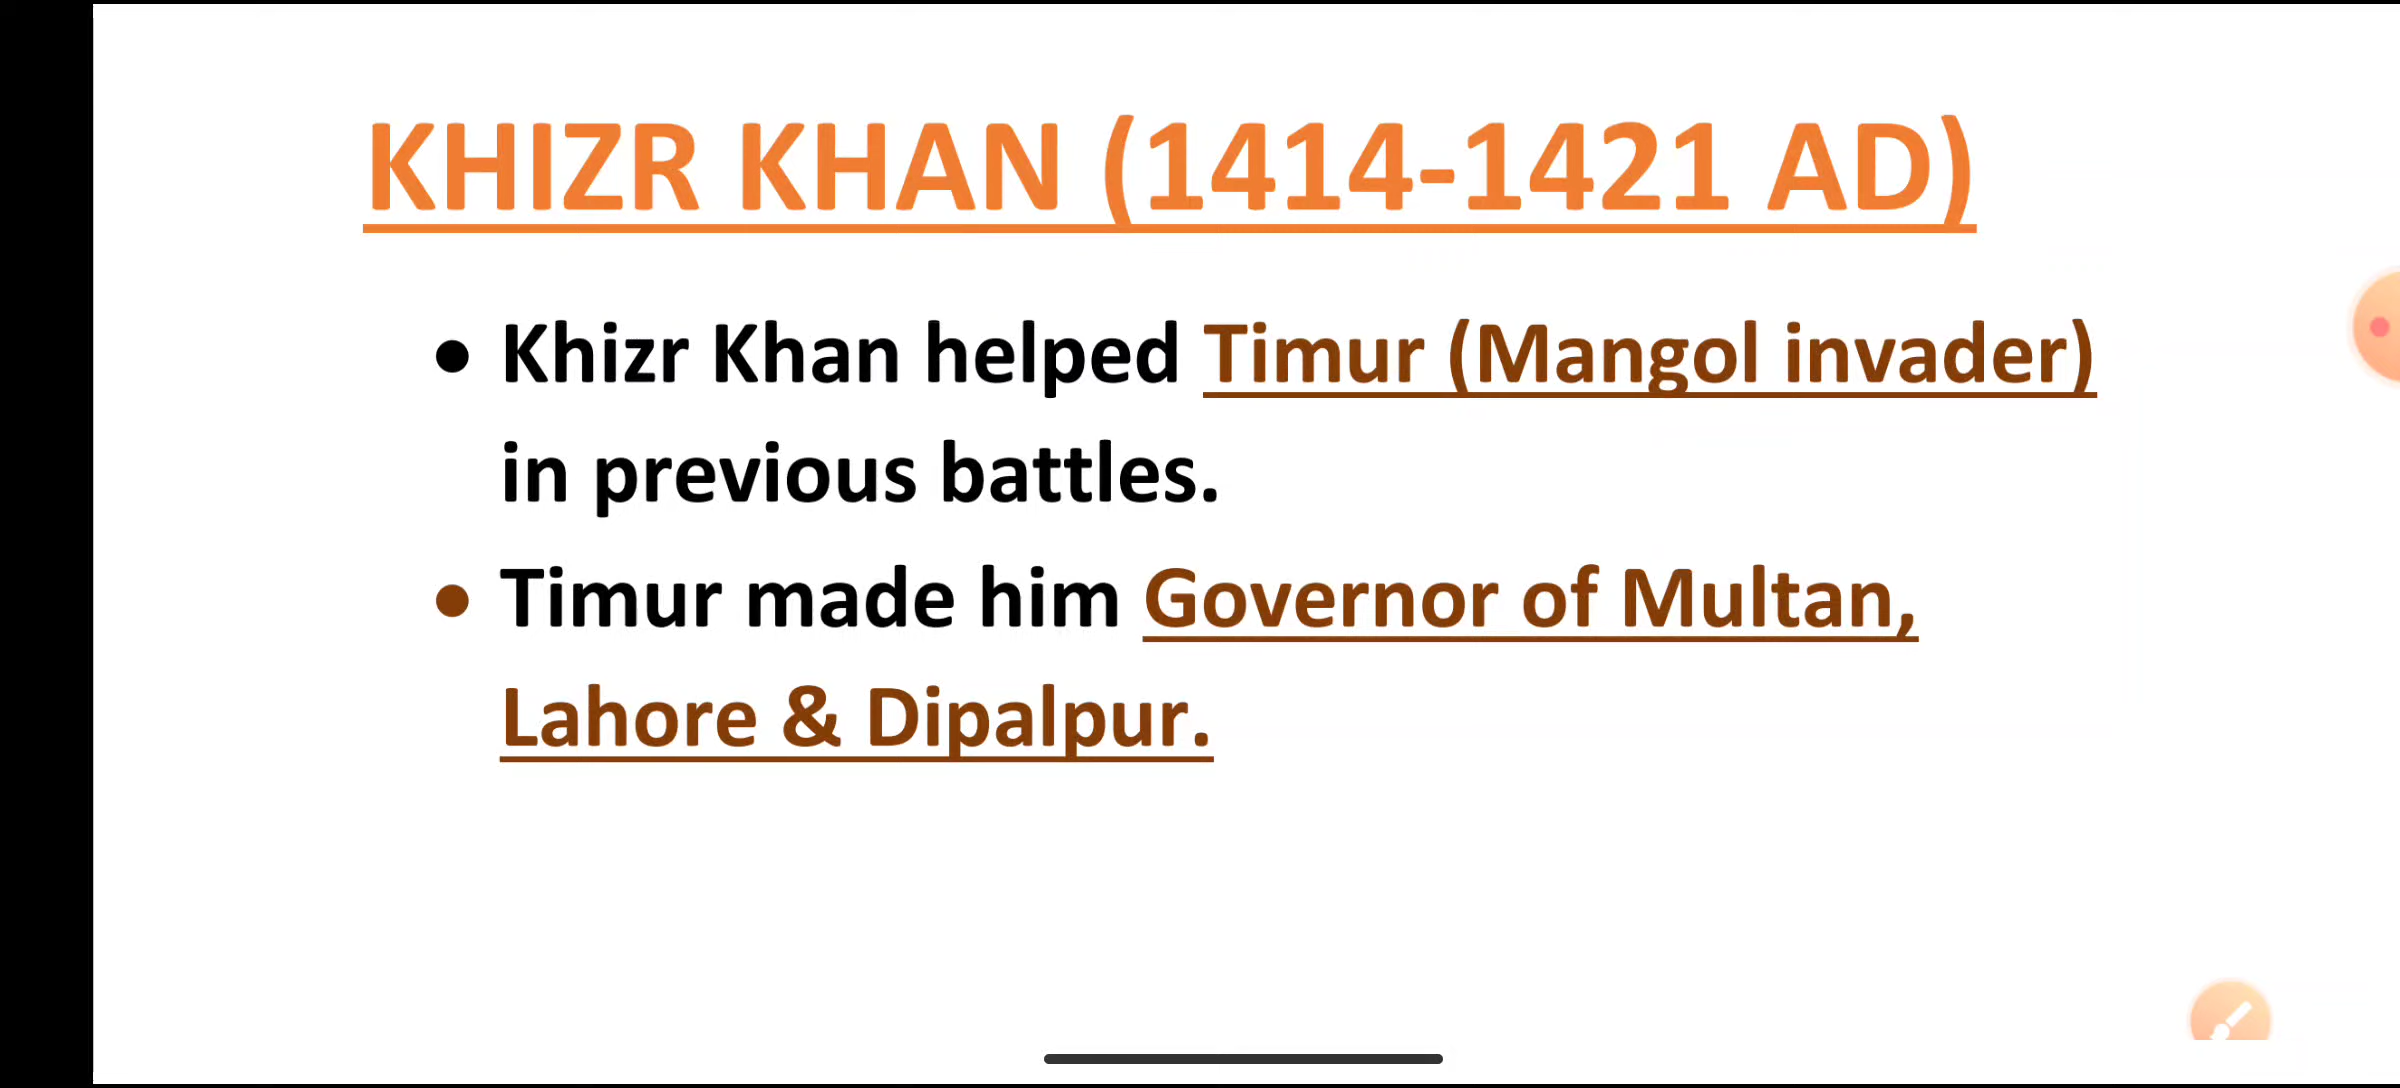 KHIZR KHAN (1414-1421 AD)
• Khizr Khan helped Timur (Mangol invader)
in previous battles.
• Timur made him Governor of Multan,
Lahore & Dipalpur.